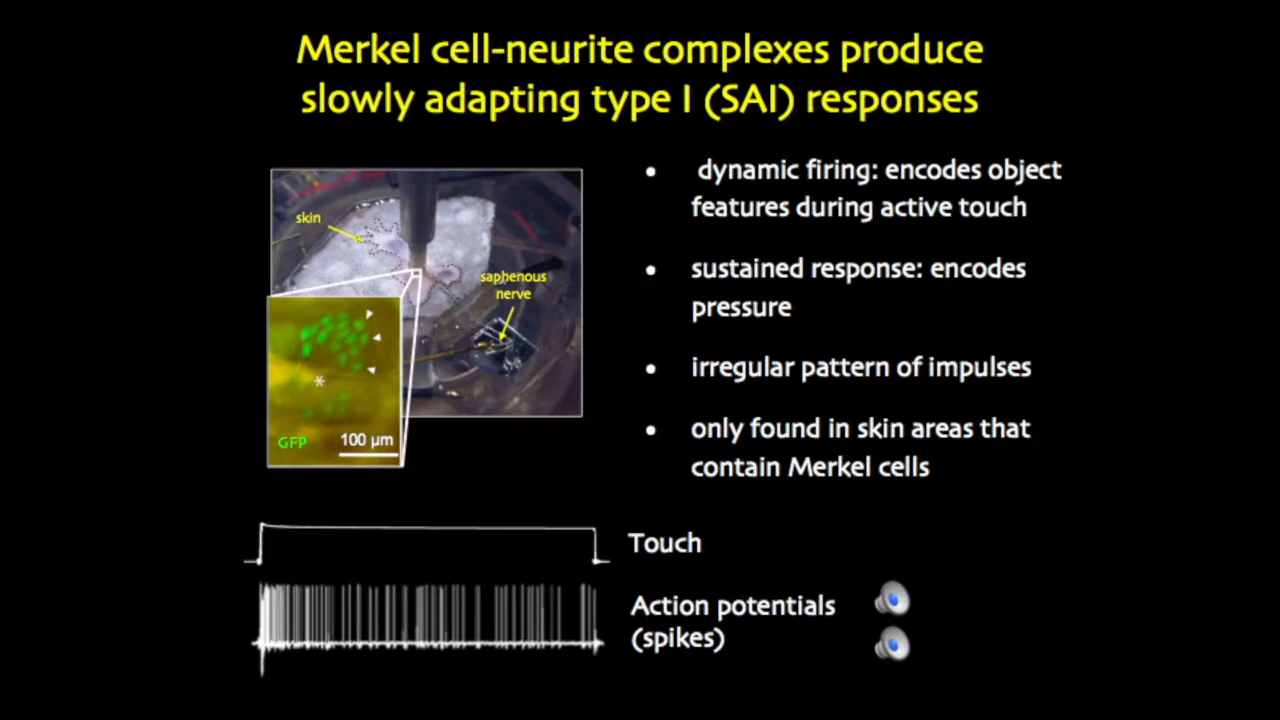 Merkel cell-neurite complexes produce
slowly adapting type I (SAI) responses
skin
saphenous
nerve
*
GFP
100 µm
• dynamic firing: encodes object
features during active touch
• sustained response: encodes
pressure
• irregular pattern of impulses
• only found in skin areas that
contain Merkel cells
Touch
Action potentials
(spikes)